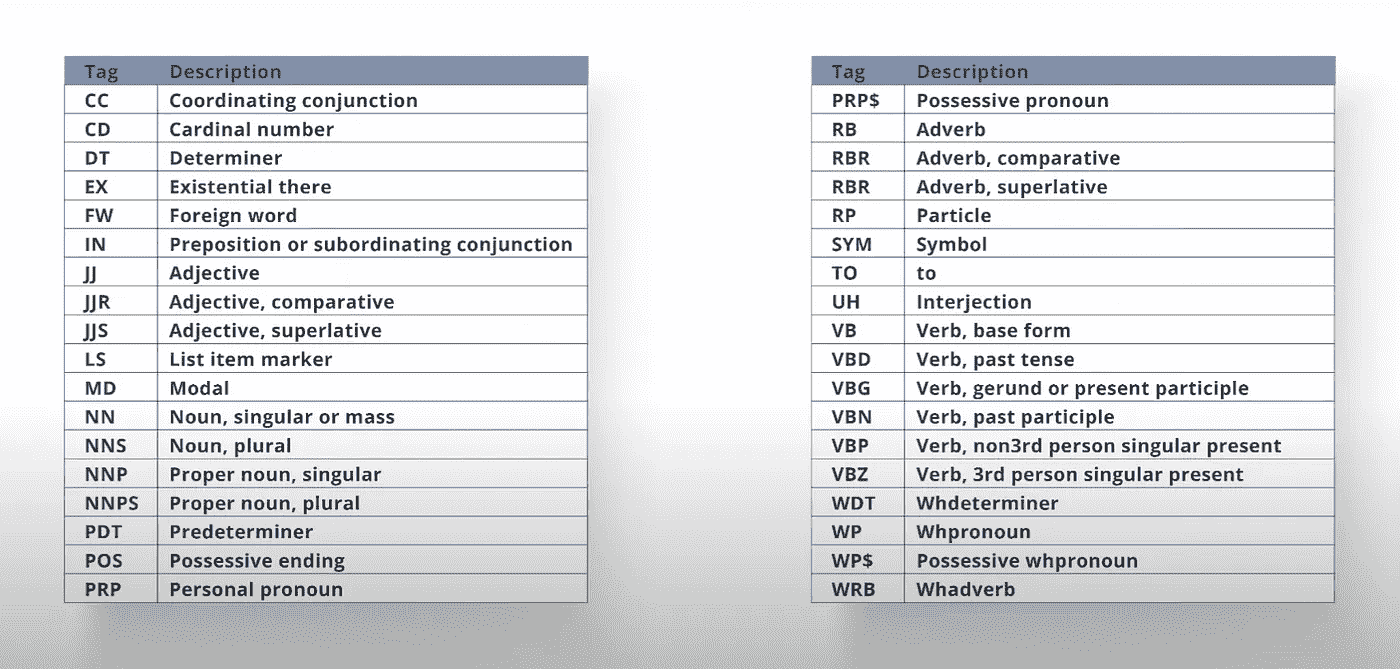 Tag Description
CC Coordinating conjunction
CD Cardinal number
DT Determiner
EX Existential there
FW Foreign word
IN Preposition or subordinating conjunction
JJ Adjective
JJR Adjective, comparative
JJS Adjective, superlative
LS List item marker
MD Modal
NN Noun, singular or mass
NNS Noun, plural
NNP Proper noun, singular
NNPS Proper noun, plural
PDT Predeterminer
POS Possessive ending
PRP Personal pronoun
Tag Description
PRP$ Possessive pronoun
RB Adverb
RBR Adverb, comparative
RBR Adverb, superlative
RP Particle
SYM Symbol
TO to
UH Interjection
VB Verb, base form
VBD Verb, past tense
VBG Verb, gerund or present participle
VBN Verb, past participle
VBP Verb, non3rd person singular present
VBZ Verb, 3rd person singular present
WDT Whdeterminer
WP Whpronoun
WP$ Possessive whpronoun
WRB Whadverb